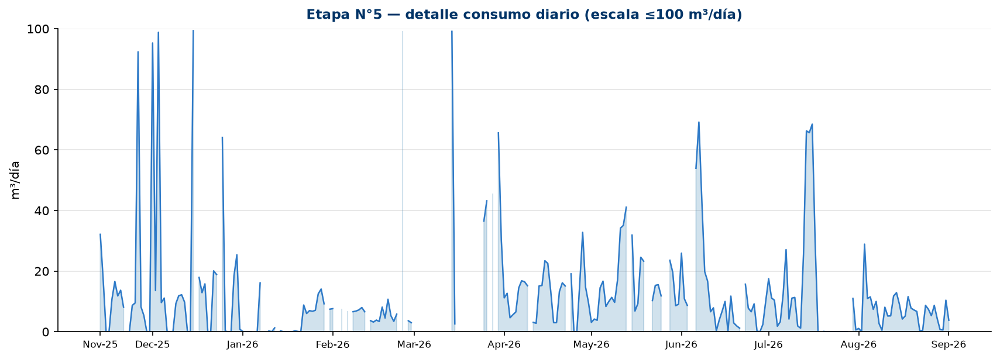 Etapa N°5 — detalle consumo diario (escala ≤100 m³/día)
m³/día
100
80
60
40
20
0
Nov-25 Dec-25 Jan-26 Feb-26 Mar-26 Apr-26 May-26 Jun-26 Jul-26 Aug-26 Sep-26